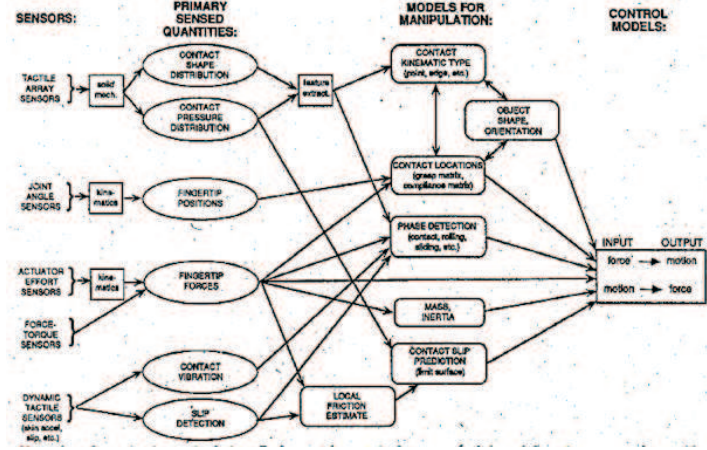 SENSORS:
PRIMARY
SENSED
QUANTITIES:
MODELS FOR
MANIPULATION:
CONTROL
MODELS:
TACTILE
ARRAY
SENSORS
solid
mech.
CONTACT
SHAPE
DISTRIBUTION
CONTACT
PRESSURE
DISTRIBUTION
feature
extract.
CONTACT
KINEMATIC TYPE
(point, edge, etc.)
OBJECT
SHAPE,
ORIENTATION
JOINT
ANGLE
SENSORS
kine-
matics
FINGERTIP
POSITIONS
CONTACT LOCATIONS
(grasp matrix,
compliance matrix)
PHASE DETECTION
(contact, rolling,
sliding, etc.)
ACTUATOR
EFFORT
SENSORS
kine-
matics
FINGERTIP
FORCES
FORCE-
TORQUE
SENSORS
MASS,
INERTIA
INPUT OUTPUT
force motion
motion force
CONTACT
VIBRATION
CONTACT SLIP
PREDICTION
(limit surface)
DYNAMIC
TACTILE
SENSORS
(skin accel,
slip, etc.)
SLIP
DETECTION
LOCAL
FRICTION
ESTIMATE